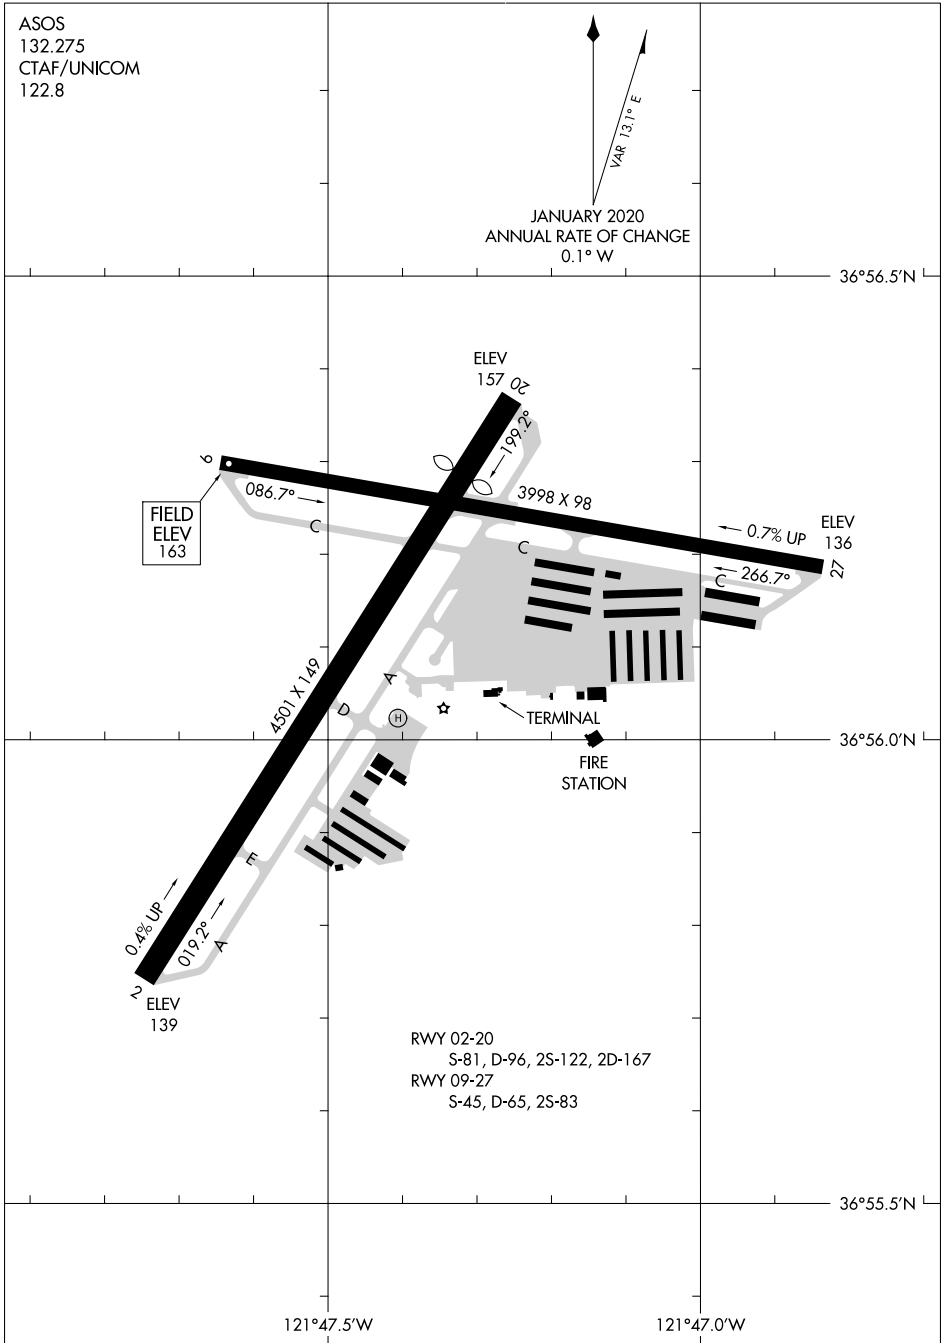 ASOS
132.275
CTAF/UNICOM
122.8
VAR 13.1° E
JANUARY 2020
ANNUAL RATE OF CHANGE
0.1° W
36°56.5'N
ELEV
157
20
199.2°
9
086.7°
3998 X 98
FIELD
ELEV
163
C
C
0.7% UP
ELEV
136
266.7°
27
C
4501 X 149
A
D
H
TERMINAL
36°56.0'N
FIRE
STATION
E
0.4% UP
019.2°
A
2
ELEV
139
RWY 02-20
S-81, D-96, 2S-122, 2D-167
RWY 09-27
S-45, D-65, 2S-83
36°55.5'N
121°47.5'W
121°47.0'W